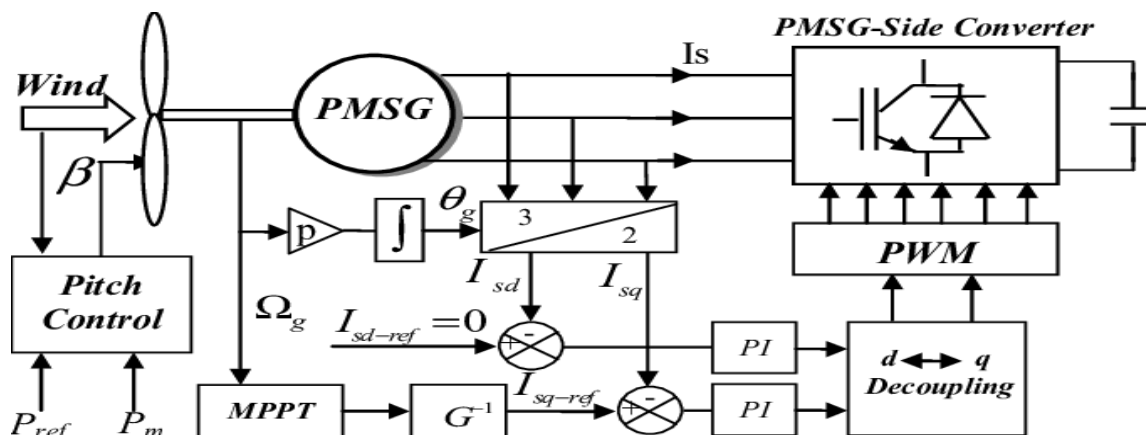 PMSG-Side Converter
Is
Wind
PMSG
β
θg
p
∫
3
2
PWM
Pitch
Control
Isd
Isq
Ωg
Isd-ref = 0
+
-
PI
d q
Decoupling
MPPT
G⁻¹
Isq-ref
+
-
PI
Pref
Pm